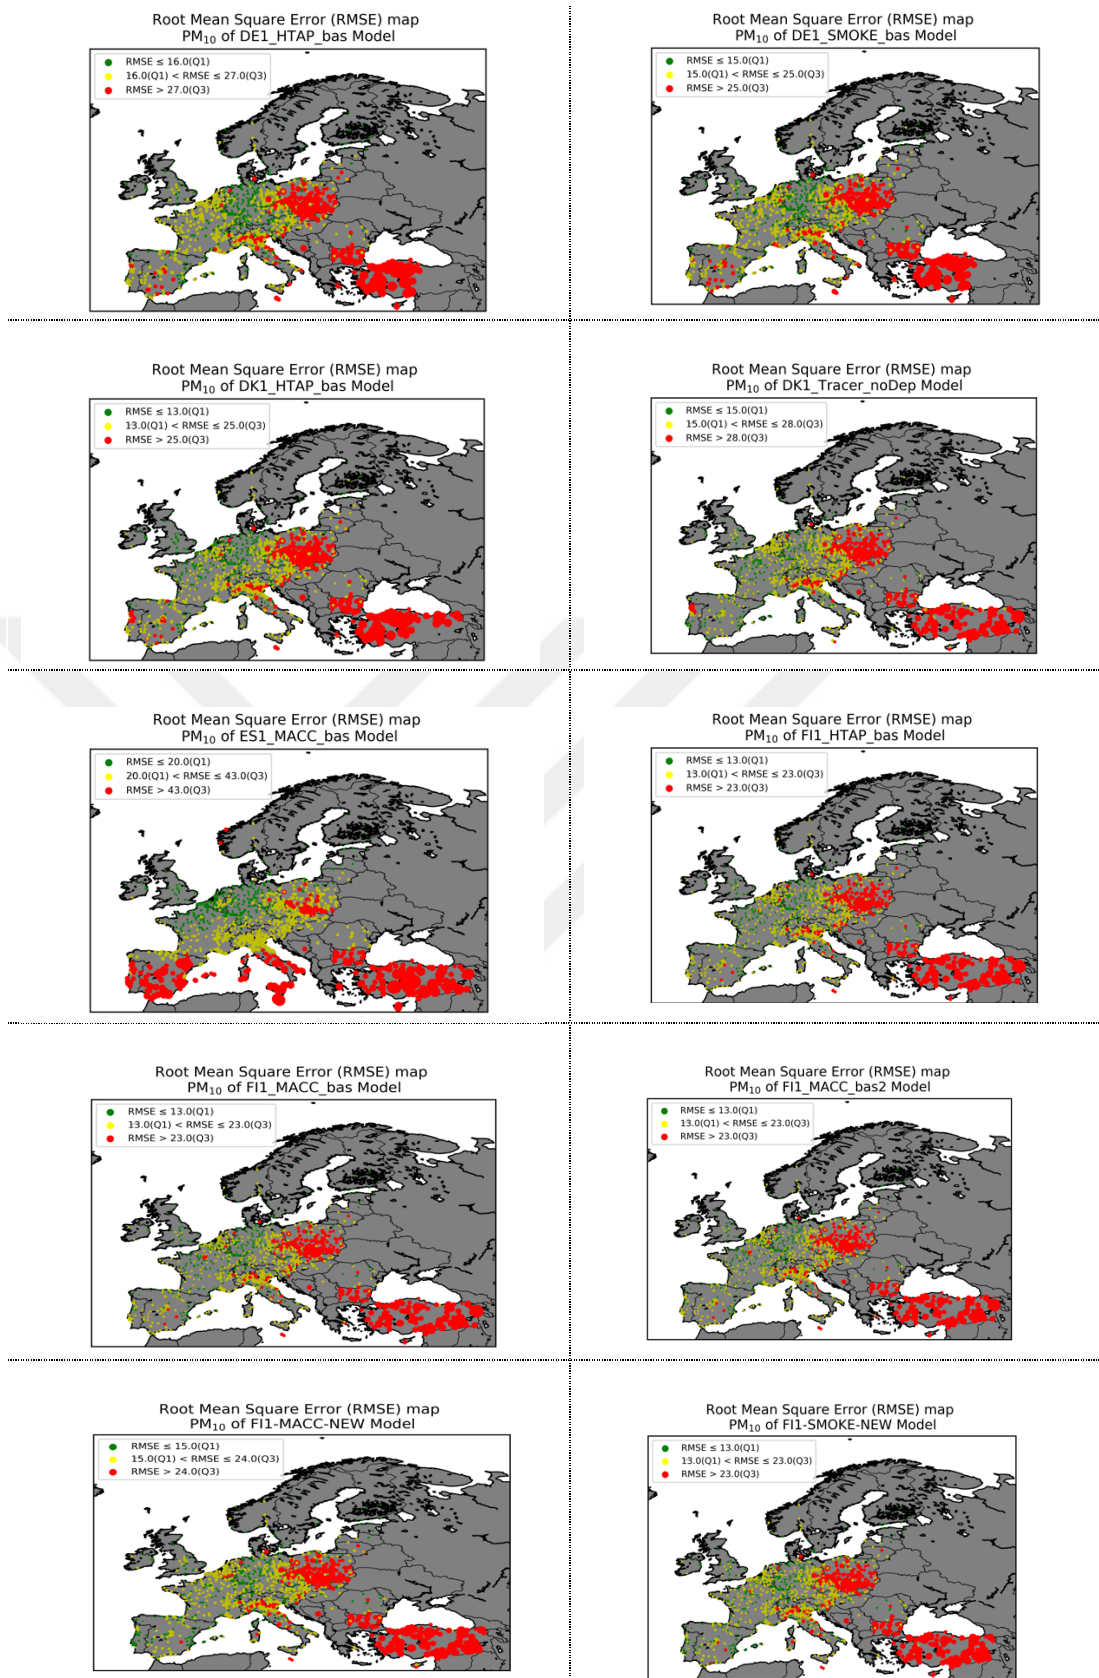 Root Mean Square Error (RMSE) map
PM₁₀ of DE1_HTAP_bas Model
RMSE ≤ 16.0(Q1)
16.0(Q1) < RMSE ≤ 27.0(Q3)
RMSE > 27.0(Q3)
Root Mean Square Error (RMSE) map
PM₁₀ of DE1_SMOKE_bas Model
RMSE ≤ 15.0(Q1)
15.0(Q1) < RMSE ≤ 25.0(Q3)
RMSE > 25.0(Q3)
Root Mean Square Error (RMSE) map
PM₁₀ of DK1_HTAP_bas Model
RMSE ≤ 13.0(Q1)
13.0(Q1) < RMSE ≤ 25.0(Q3)
RMSE > 25.0(Q3)
Root Mean Square Error (RMSE) map
PM₁₀ of DK1_Tracer_noDep Model
RMSE ≤ 15.0(Q1)
15.0(Q1) < RMSE ≤ 28.0(Q3)
RMSE > 28.0(Q3)
Root Mean Square Error (RMSE) map
PM₁₀ of ES1_MACC_bas Model
RMSE ≤ 20.0(Q1)
20.0(Q1) < RMSE ≤ 43.0(Q3)
RMSE > 43.0(Q3)
Root Mean Square Error (RMSE) map
PM₁₀ of FI1_HTAP_bas Model
RMSE ≤ 13.0(Q1)
13.0(Q1) < RMSE ≤ 23.0(Q3)
RMSE > 23.0(Q3)
Root Mean Square Error (RMSE) map
PM₁₀ of FI1_MACC_bas Model
RMSE ≤ 13.0(Q1)
13.0(Q1) < RMSE ≤ 23.0(Q3)
RMSE > 23.0(Q3)
Root Mean Square Error (RMSE) map
PM₁₀ of FI1_MACC_bas2 Model
RMSE ≤ 13.0(Q1)
13.0(Q1) < RMSE ≤ 23.0(Q3)
RMSE > 23.0(Q3)
Root Mean Square Error (RMSE) map
PM₁₀ of FI1-MACC-NEW Model
RMSE ≤ 15.0(Q1)
15.0(Q1) < RMSE ≤ 24.0(Q3)
RMSE > 24.0(Q3)
Root Mean Square Error (RMSE) map
PM₁₀ of FI1-SMOKE-NEW Model
RMSE ≤ 13.0(Q1)
13.0(Q1) < RMSE ≤ 23.0(Q3)
RMSE > 23.0(Q3)